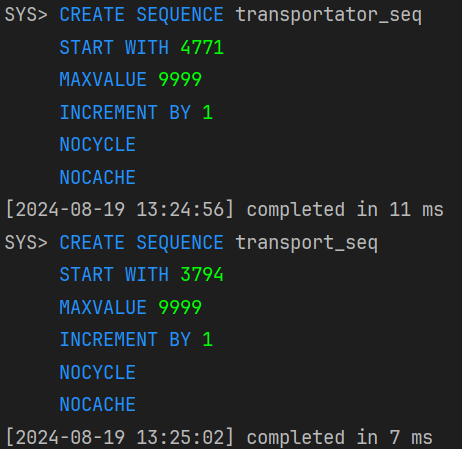 SYS> CREATE SEQUENCE transportator_seq
START WITH 4771
MAXVALUE 9999
INCREMENT BY 1
NOCYCLE
NOCACHE
[2024-08-19 13:24:56] completed in 11 ms
SYS> CREATE SEQUENCE transport_seq
START WITH 3794
MAXVALUE 9999
INCREMENT BY 1
NOCYCLE
NOCACHE
[2024-08-19 13:25:02] completed in 7 ms